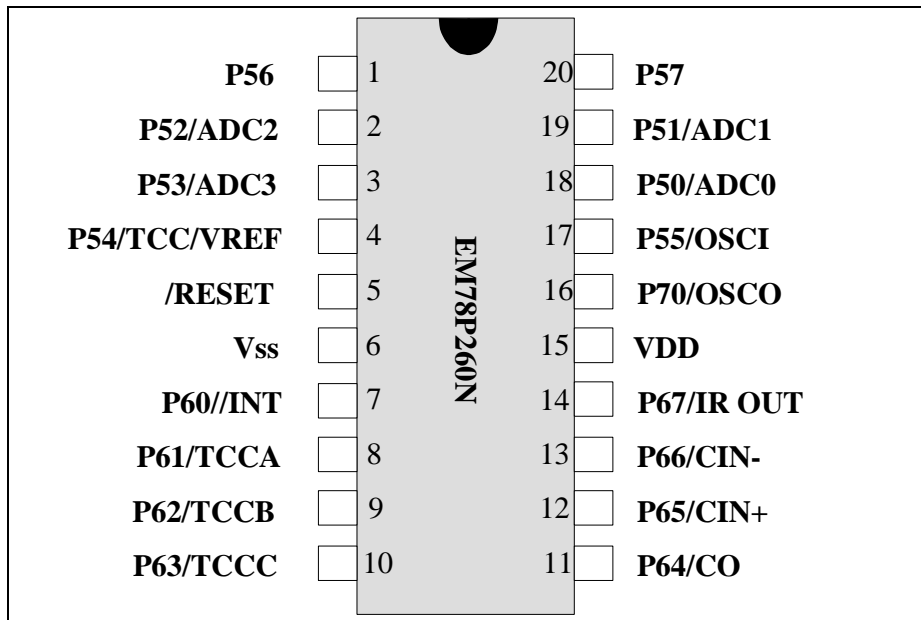 P56 1 20 P57
P52/ADC2 2 19 P51/ADC1
P53/ADC3 3 18 P50/ADC0
P54/TCC/VREF 4 17 P55/OSCI
/RESET 5 16 P70/OSCO
Vss 6 15 VDD
P60//INT 7 14 P67/IR OUT
P61/TCCA 8 13 P66/CIN-
P62/TCCB 9 12 P65/CIN+
P63/TCCC 10 11 P64/CO
EM78P260N